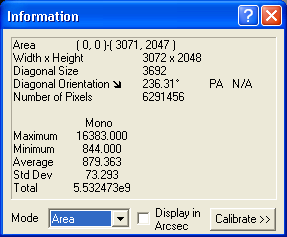 Information
Area ( 0, 0 )-( 3071, 2047 )
Width x Height 3072 x 2048
Diagonal Size 3692
Diagonal Orientation ↘ 236.31° PA N/A
Number of Pixels 6291456
Mono
Maximum 16383.000
Minimum 844.000
Average 879.363
Std Dev 73.293
Total 5.532473e9
Mode Area Display in Arcsec Calibrate >>